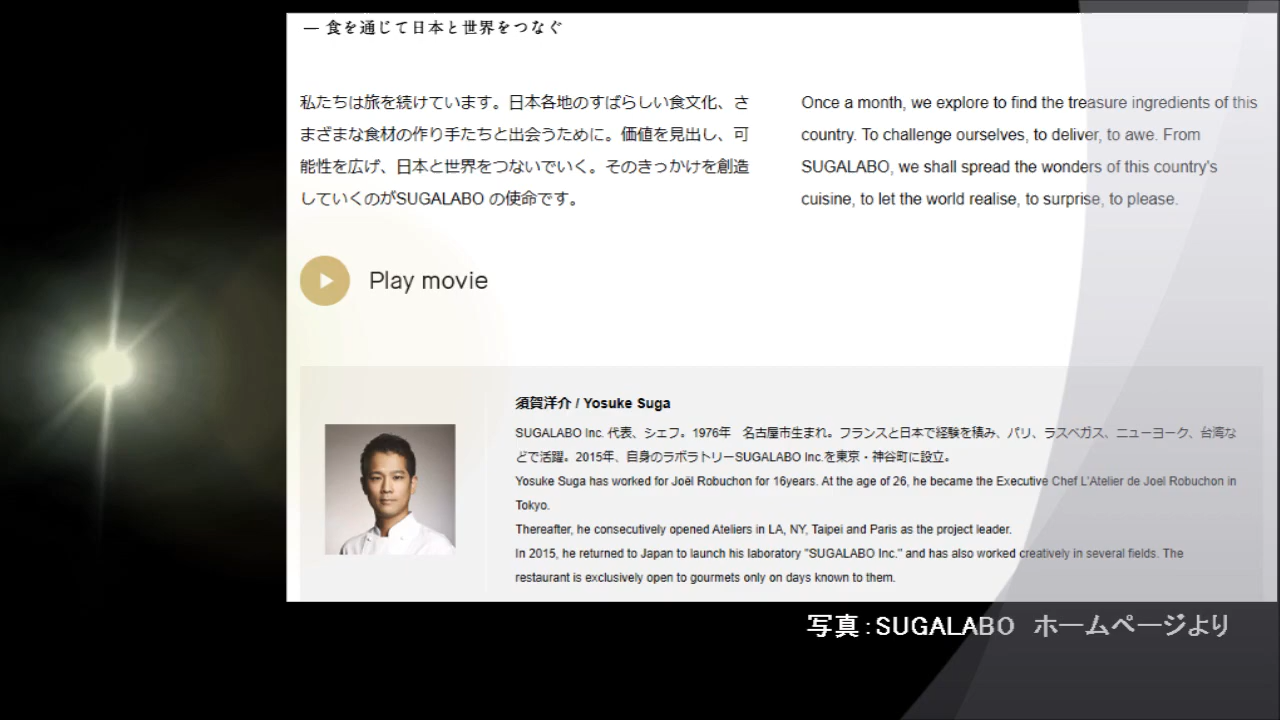 ― 食を通じて日本と世界をつなぐ
私たちは旅を続けています。日本各地のすばらしい食文化、さ
まざまな食材の作り手たちと出会うために。価値を見出し、可
能性を広げ、日本と世界をつないでいく。そのきっかけを創造
していくのがSUGALABO の使命です。
Once a month, we explore to find the treasure ingredients of this
country. To challenge ourselves, to deliver, to awe. From
SUGALABO, we shall spread the wonders of this country's
cuisine, to let the world realise, to surprise, to please.
Play movie
須賀洋介 / Yosuke Suga
SUGALABO Inc. 代表、シェフ。1976年　名古屋市生まれ。フランスと日本で経験を積み、パリ、ラスベガス、ニューヨーク、台湾な
どで活躍。2015年、自身のラボラトリーSUGALABO Inc.を東京・神谷町に設立。
Yosuke Suga has worked for Joël Robuchon for 16years. At the age of 26, he became the Executive Chef L'Atelier de Joel Robuchon in
Tokyo.
Thereafter, he consecutively opened Ateliers in LA, NY, Taipei and Paris as the project leader.
In 2015, he returned to Japan to launch his laboratory "SUGALABO Inc." and has also worked creatively in several fields. The
restaurant is exclusively open to gourmets only on days known to them.
写真：SUGALABO　ホームページより